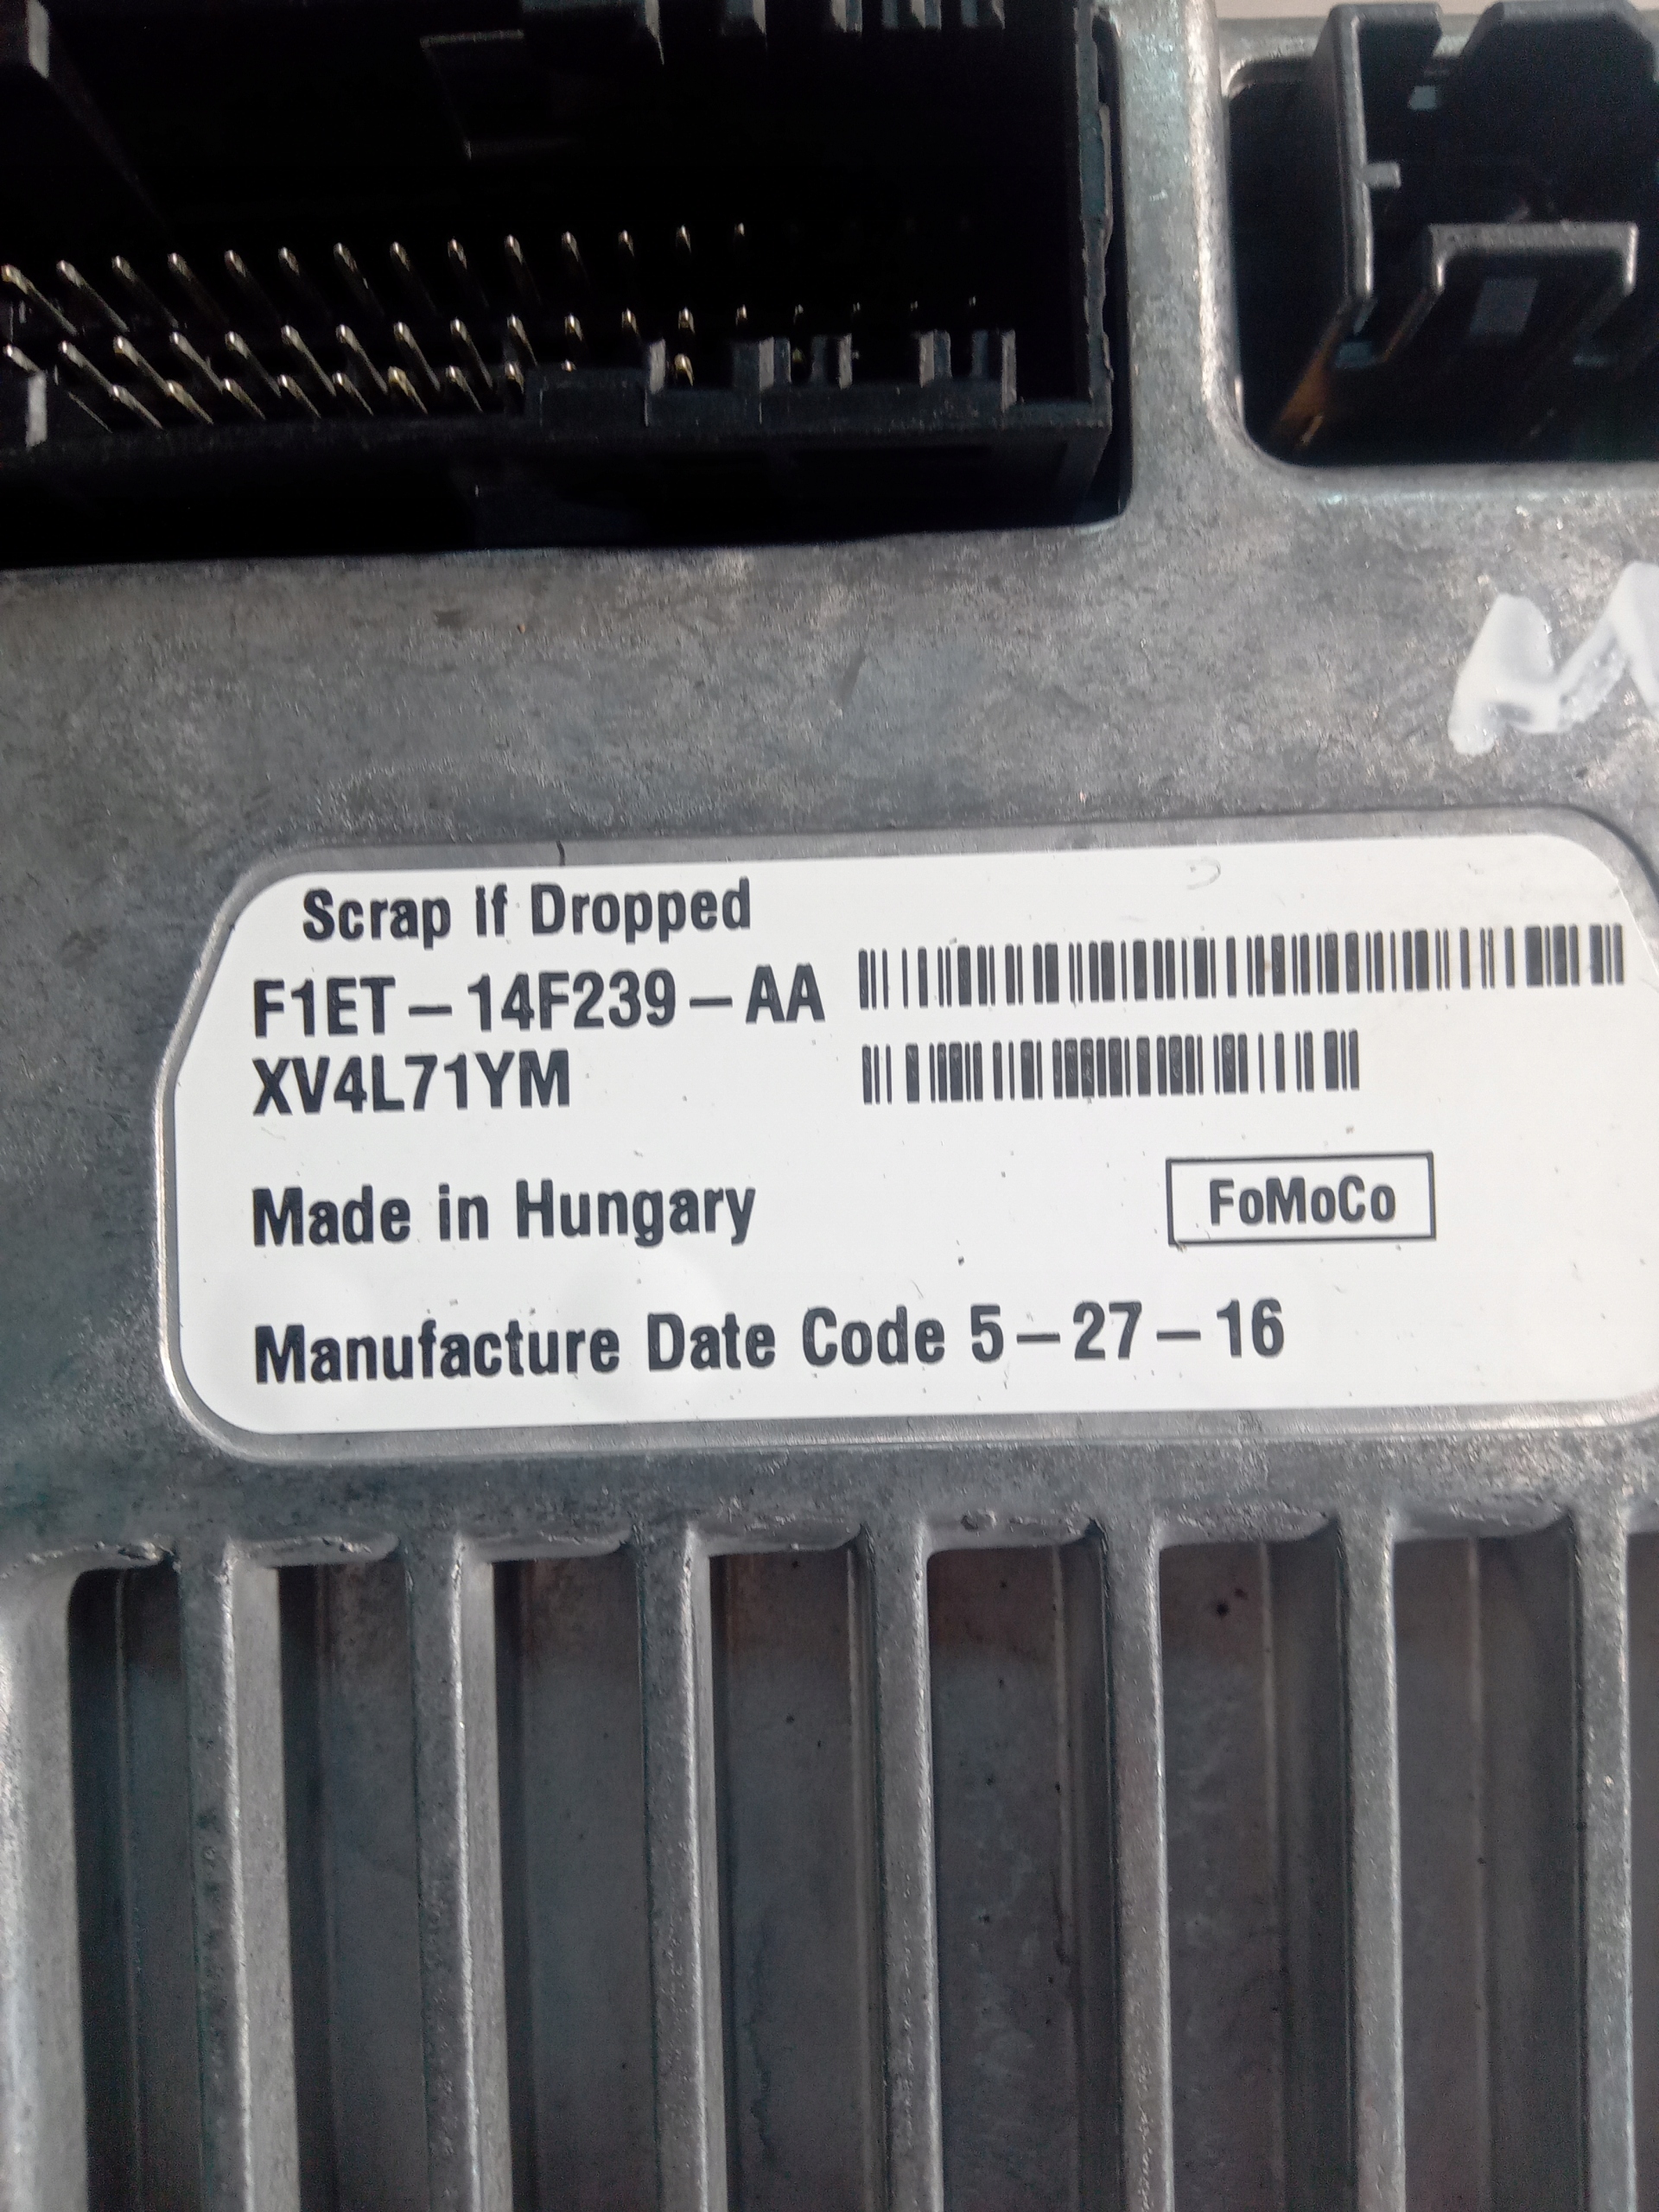 Scrap if Dropped
F1ET-14F239-AA
XV4L71YM
Made in Hungary
FoMoCo
Manufacture Date Code 5-27-16